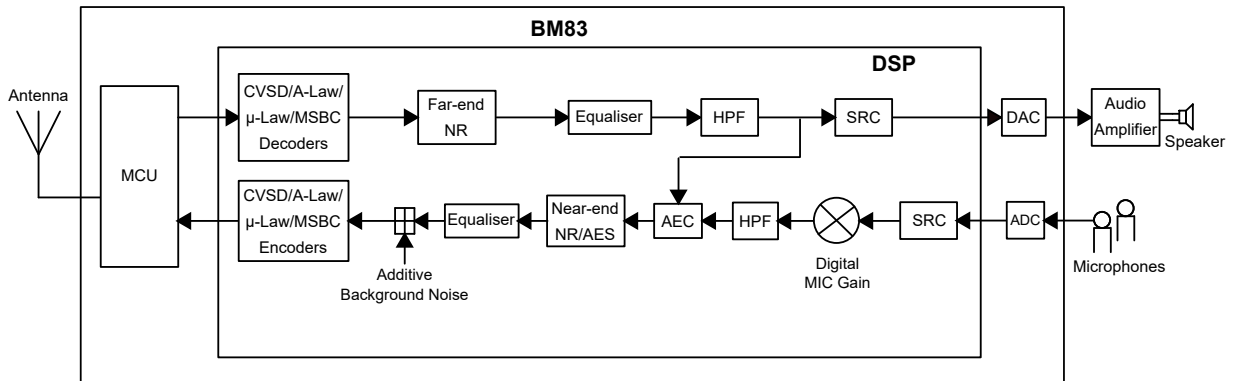 BM83
DSP
Antenna
MCU
CVSD/A-Law/
μ-Law/MSBC
Decoders
Far-end
NR
Equaliser
HPF
SRC
DAC
Audio
Amplifier
Speaker
CVSD/A-Law/
μ-Law/MSBC
Encoders
Additive
Background Noise
Equaliser
Near-end
NR/AES
AEC
HPF
Digital
MIC Gain
SRC
ADC
Microphones